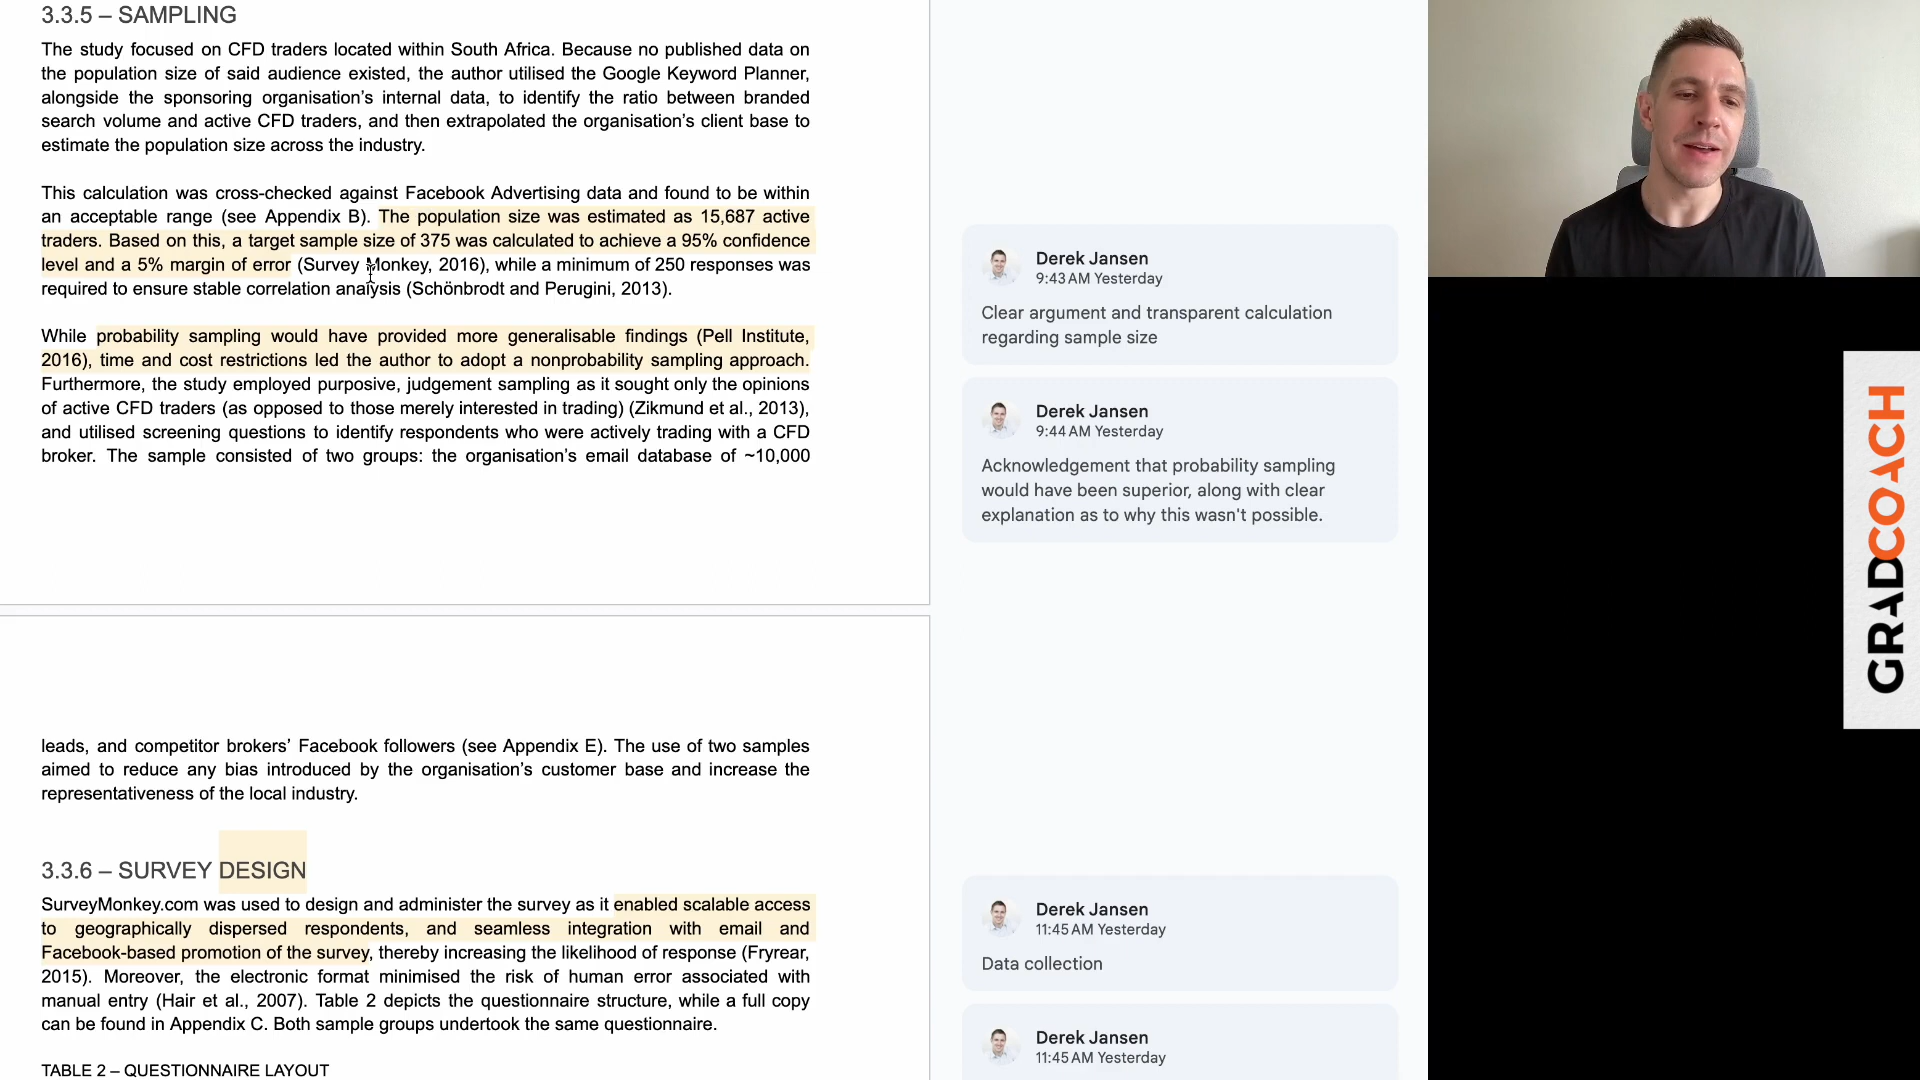 3.3.5 – SAMPLING
The study focused on CFD traders located within South Africa. Because no published data on
the population size of said audience existed, the author utilised the Google Keyword Planner,
alongside the sponsoring organisation’s internal data, to identify the ratio between branded
search volume and active CFD traders, and then extrapolated the organisation’s client base to
estimate the population size across the industry.
This calculation was cross-checked against Facebook Advertising data and found to be within
an acceptable range (see Appendix B). The population size was estimated as 15,687 active
traders. Based on this, a target sample size of 375 was calculated to achieve a 95% confidence
level and a 5% margin of error (Survey Monkey, 2016), while a minimum of 250 responses was
required to ensure stable correlation analysis (Schönbrodt and Perugini, 2013).
While probability sampling would have provided more generalisable findings (Pell Institute,
2016), time and cost restrictions led the author to adopt a nonprobability sampling approach.
Furthermore, the study employed purposive, judgement sampling as it sought only the opinions
of active CFD traders (as opposed to those merely interested in trading) (Zikmund et al., 2013),
and utilised screening questions to identify respondents who were actively trading with a CFD
broker. The sample consisted of two groups: the organisation’s email database of ~10,000
leads, and competitor brokers’ Facebook followers (see Appendix E). The use of two samples
aimed to reduce any bias introduced by the organisation’s customer base and increase the
representativeness of the local industry.
3.3.6 – SURVEY DESIGN
SurveyMonkey.com was used to design and administer the survey as it enabled scalable access
to geographically dispersed respondents, and seamless integration with email and
Facebook-based promotion of the survey, thereby increasing the likelihood of response (Fryrear,
2015). Moreover, the electronic format minimised the risk of human error associated with
manual entry (Hair et al., 2007). Table 2 depicts the questionnaire structure, while a full copy
can be found in Appendix C. Both sample groups undertook the same questionnaire.
TABLE 2 – QUESTIONNAIRE LAYOUT
Derek Jansen
9:43 AM Yesterday
Clear argument and transparent calculation
regarding sample size
Derek Jansen
9:44 AM Yesterday
Acknowledgement that probability sampling
would have been superior, along with clear
explanation as to why this wasn't possible.
Derek Jansen
11:45 AM Yesterday
Data collection
Derek Jansen
11:45 AM Yesterday
GRADCOACH